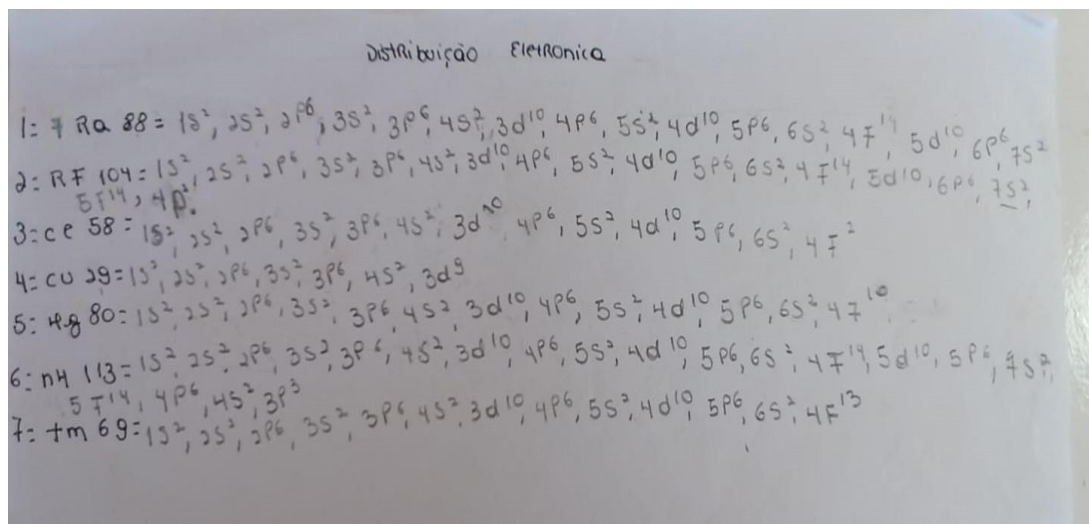 Distribuição Eletronica
1: 7 Ra 88 = 1s², 2s², 2p⁶, 3s², 3p⁶, 4s², 3d¹⁰, 4p⁶, 5s², 4d¹⁰, 5p⁶, 6s², 4f¹⁴, 5d¹⁰, 6p⁶, 7s²
2: RF 104 = 1s², 2s², 2p⁶, 3s², 3p⁶, 4s², 3d¹⁰, 4p⁶, 5s², 4d¹⁰, 5p⁶, 6s², 4f¹⁴, 5d¹⁰, 6p⁶, 7s²,
5f¹⁴, 4p².
3: ce 58 = 1s², 2s², 2p⁶, 3s², 3p⁶, 4s², 3d¹⁰, 4p⁶, 5s², 4d¹⁰, 5p⁶, 6s², 4f²
4= cu 29 = 1s², 2s², 2p⁶, 3s², 3p⁶, 4s², 3d⁹
5: Hg 80 = 1s², 2s², 2p⁶, 3s², 3p⁶, 4s², 3d¹⁰, 4p⁶, 5s², 4d¹⁰, 5p⁶, 6s², 4f¹⁰
6: nH 113 = 1s², 2s², 2p⁶, 3s², 3p⁶, 4s², 3d¹⁰, 4p⁶, 5s², 4d¹⁰, 5p⁶, 6s², 4f¹⁴, 5d¹⁰, 5p⁶, 7s²,
5f¹⁴, 4p⁶, 4s², 3p³
7: tm 69 = 1s², 2s², 2p⁶, 3s², 3p⁶, 4s², 3d¹⁰, 4p⁶, 5s², 4d¹⁰, 5p⁶, 6s², 4F¹³